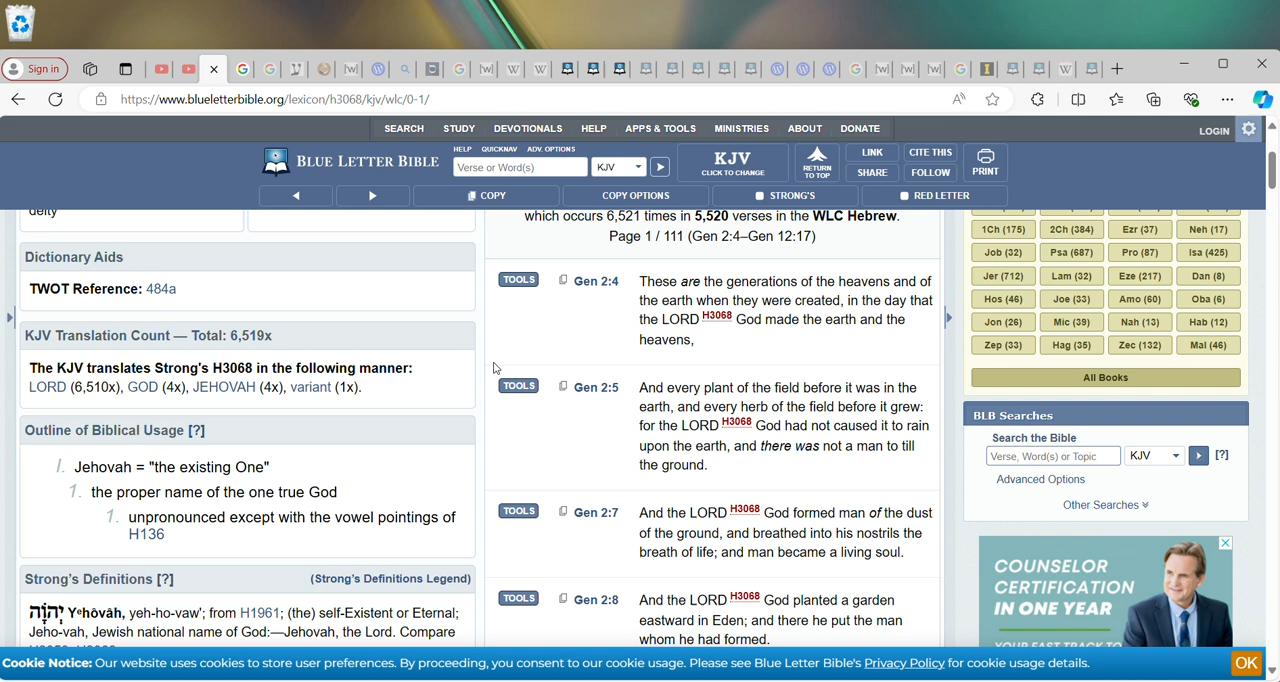 Sign in
https://www.blueletterbible.org/lexicon/h3068/kjv/wlc/0-1/
SEARCH STUDY DEVOTIONALS HELP APPS & TOOLS MINISTRIES ABOUT DONATE LOGIN
BLUE LETTER BIBLE
HELP QUICKNAV ADV. OPTIONS
Verse or Word(s) KJV
KJV
CLICK TO CHANGE
RETURN
TO TOP
LINK CITE THIS
SHARE FOLLOW
PRINT
COPY COPY OPTIONS STRONG'S RED LETTER
deity
Dictionary Aids
TWOT Reference: 484a
KJV Translation Count — Total: 6,519x
The KJV translates Strong's H3068 in the following manner:
LORD (6,510x), GOD (4x), JEHOVAH (4x), variant (1x).
Outline of Biblical Usage [?]
I. Jehovah = "the existing One"
1. the proper name of the one true God
1. unpronounced except with the vowel pointings of
H136
Strong's Definitions [?] (Strong's Definitions Legend)
יְהֹוָה Yᵉhôvâh, yeh-ho-vaw'; from H1961; (the) self-Existent or Eternal;
Jeho-vah, Jewish national name of God:—Jehovah, the Lord. Compare
which occurs 6,521 times in 5,520 verses in the WLC Hebrew.
Page 1 / 111 (Gen 2:4–Gen 12:17)
TOOLS Gen 2:4 These are the generations of the heavens and of
the earth when they were created, in the day that
the LORD H3068 God made the earth and the
heavens,
TOOLS Gen 2:5 And every plant of the field before it was in the
earth, and every herb of the field before it grew:
for the LORD H3068 God had not caused it to rain
upon the earth, and there was not a man to till
the ground.
TOOLS Gen 2:7 And the LORD H3068 God formed man of the dust
of the ground, and breathed into his nostrils the
breath of life; and man became a living soul.
TOOLS Gen 2:8 And the LORD H3068 God planted a garden
eastward in Eden; and there he put the man
whom he had formed.
1Ch (175) 2Ch (384) Ezr (37) Neh (17)
Job (32) Psa (687) Pro (87) Isa (425)
Jer (712) Lam (32) Eze (217) Dan (8)
Hos (46) Joe (33) Amo (60) Oba (6)
Jon (26) Mic (39) Nah (13) Hab (12)
Zep (33) Hag (35) Zec (132) Mal (46)
All Books
BLB Searches
Search the Bible
Verse, Word(s) or Topic KJV [?]
Advanced Options
Other Searches
COUNSELOR
CERTIFICATION
IN ONE YEAR
YOUR FAST TRACK TO
Cookie Notice: Our website uses cookies to store user preferences. By proceeding, you consent to our cookie usage. Please see Blue Letter Bible's Privacy Policy for cookie usage details. OK